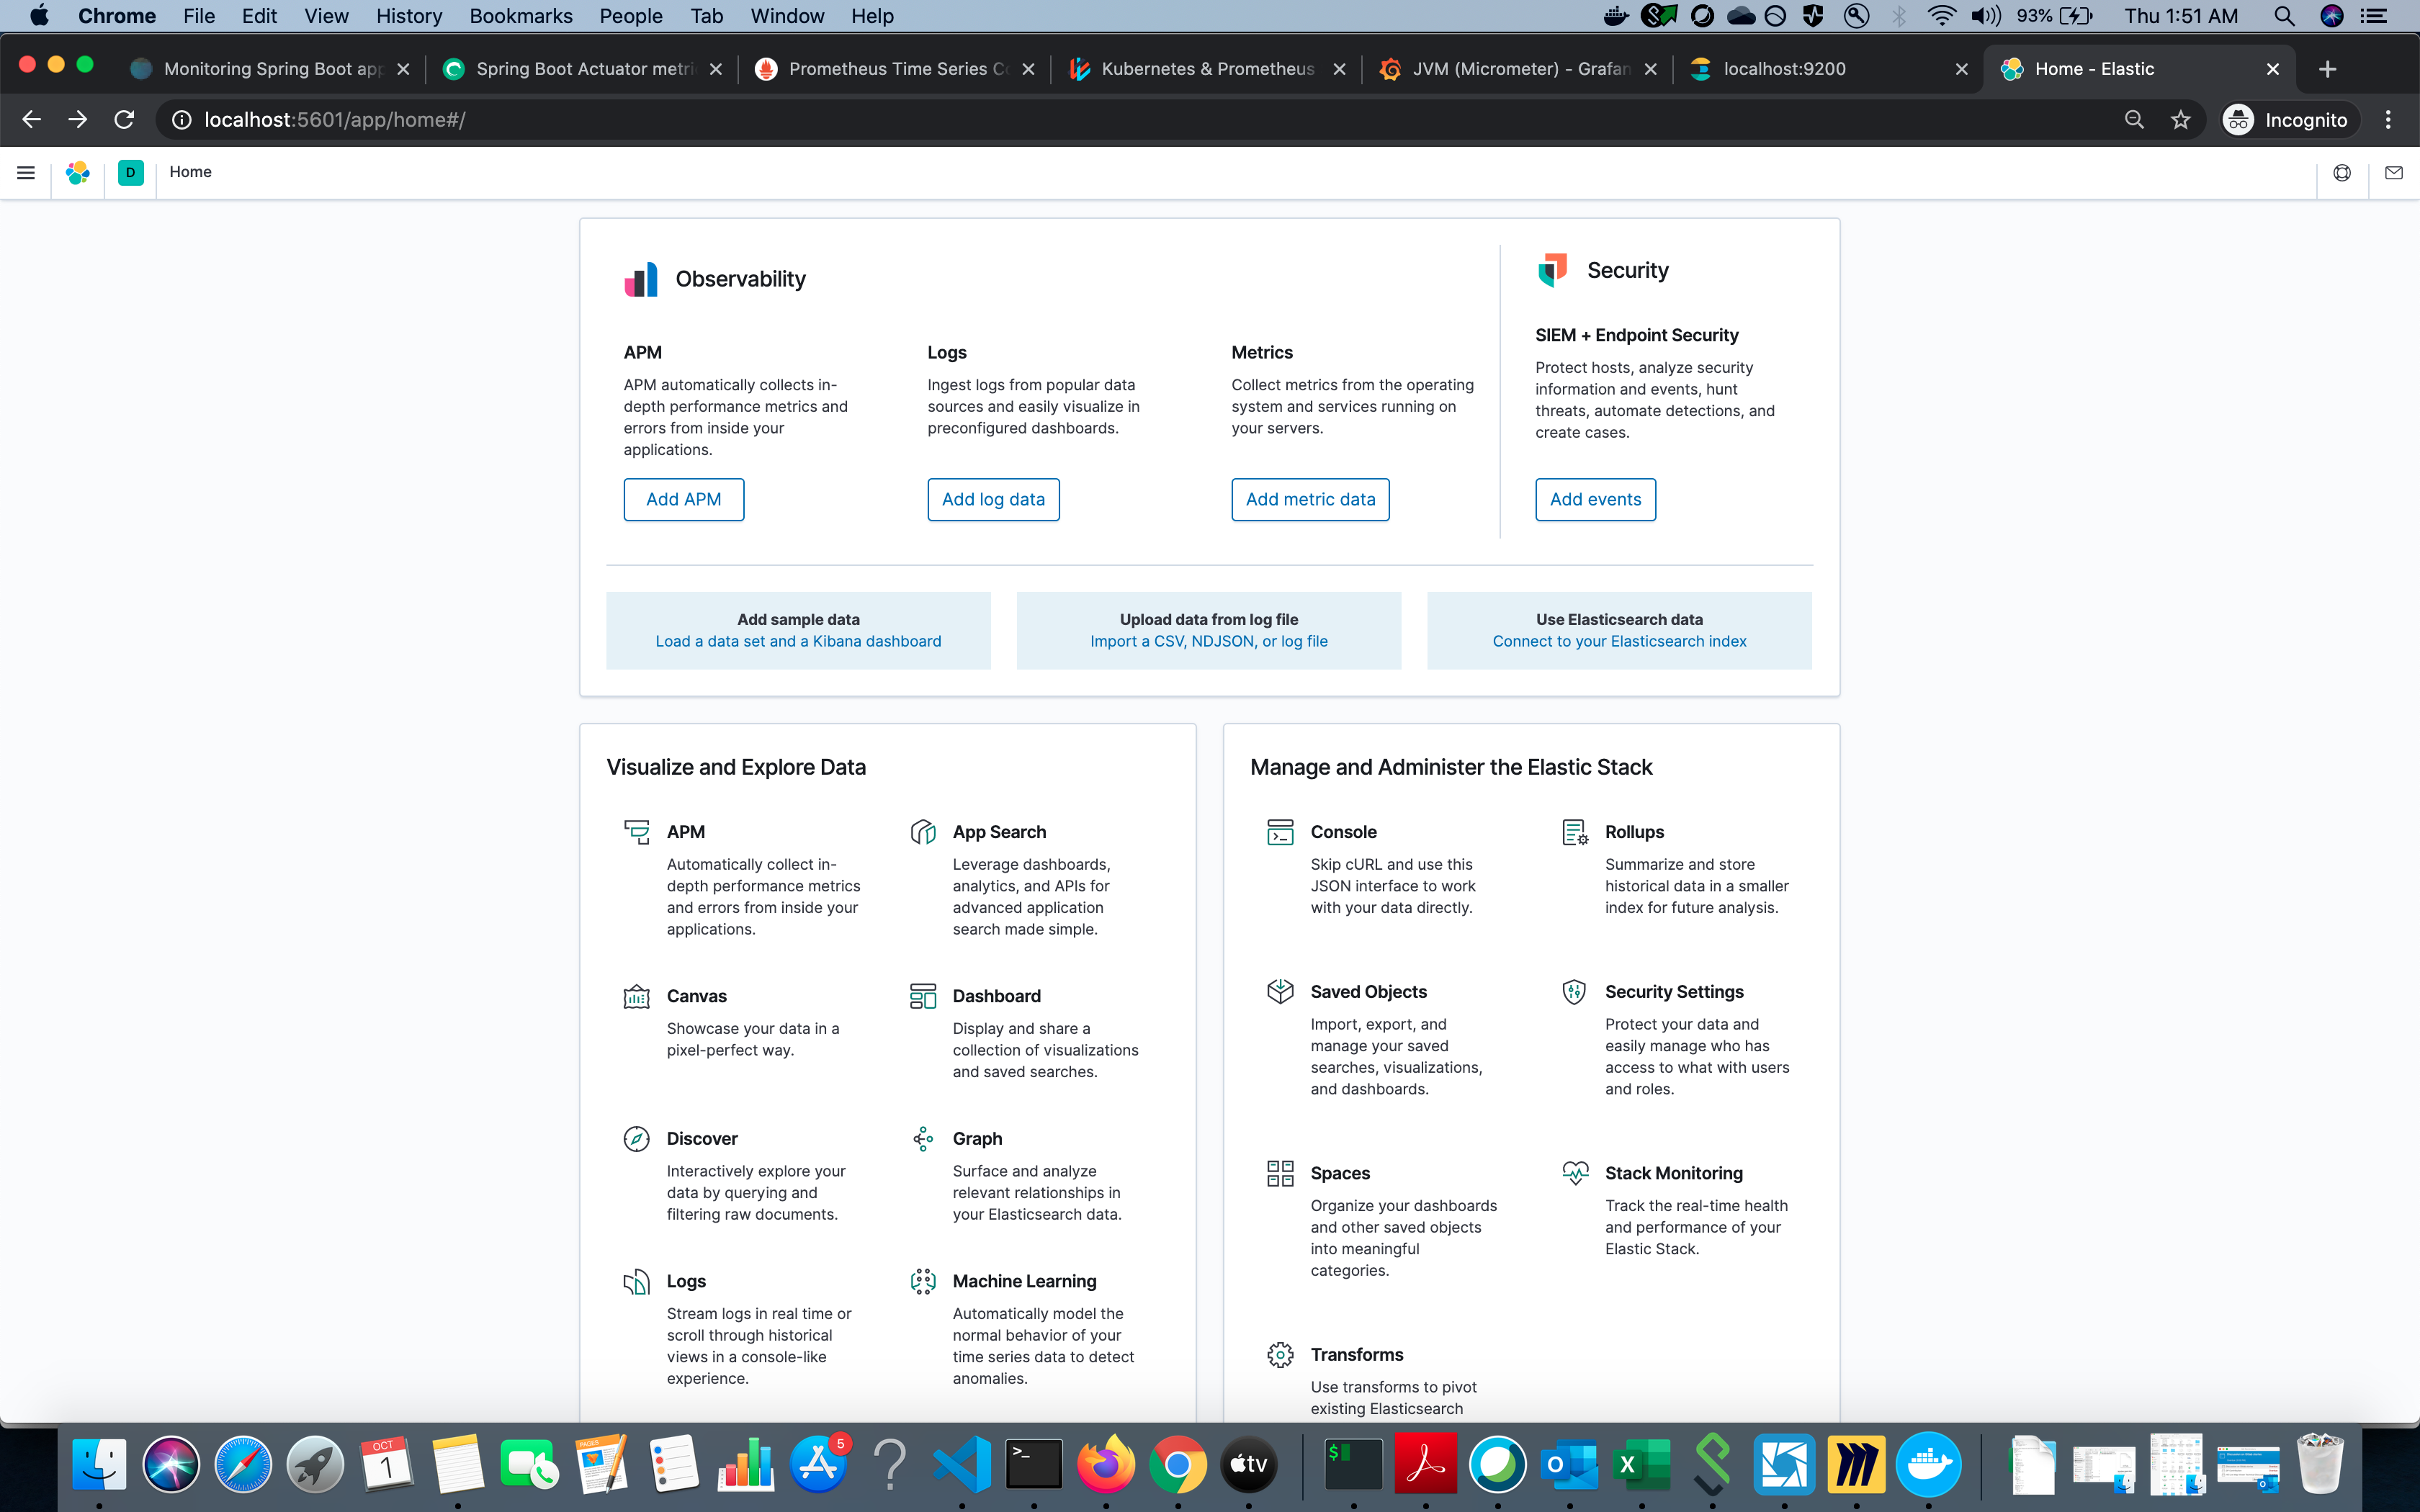 Chrome File Edit View History Bookmarks People Tab Window Help 93% Thu 1:51 AM
Monitoring Spring Boot app
Spring Boot Actuator metri
Prometheus Time Series Co
Kubernetes & Prometheus
JVM (Micrometer) - Grafan
localhost:9200
Home - Elastic
localhost:5601/app/home#/
Incognito
D Home
Observability
APM
APM automatically collects in-
depth performance metrics and
errors from inside your
applications.
Add APM
Logs
Ingest logs from popular data
sources and easily visualize in
preconfigured dashboards.
Add log data
Metrics
Collect metrics from the operating
system and services running on
your servers.
Add metric data
Security
SIEM + Endpoint Security
Protect hosts, analyze security
information and events, hunt
threats, automate detections, and
create cases.
Add events
Add sample data
Load a data set and a Kibana dashboard
Upload data from log file
Import a CSV, NDJSON, or log file
Use Elasticsearch data
Connect to your Elasticsearch index
Visualize and Explore Data
APM
Automatically collect in-
depth performance metrics
and errors from inside your
applications.
App Search
Leverage dashboards,
analytics, and APIs for
advanced application
search made simple.
Canvas
Showcase your data in a
pixel-perfect way.
Dashboard
Display and share a
collection of visualizations
and saved searches.
Discover
Interactively explore your
data by querying and
filtering raw documents.
Graph
Surface and analyze
relevant relationships in
your Elasticsearch data.
Logs
Stream logs in real time or
scroll through historical
views in a console-like
experience.
Machine Learning
Automatically model the
normal behavior of your
time series data to detect
anomalies.
Manage and Administer the Elastic Stack
Console
Skip cURL and use this
JSON interface to work
with your data directly.
Rollups
Summarize and store
historical data in a smaller
index for future analysis.
Saved Objects
Import, export, and
manage your saved
searches, visualizations,
and dashboards.
Security Settings
Protect your data and
easily manage who has
access to what with users
and roles.
Spaces
Organize your dashboards
and other saved objects
into meaningful
categories.
Stack Monitoring
Track the real-time health
and performance of your
Elastic Stack.
Transforms
Use transforms to pivot
existing Elasticsearch
OCT
1
PAGES
5
tv